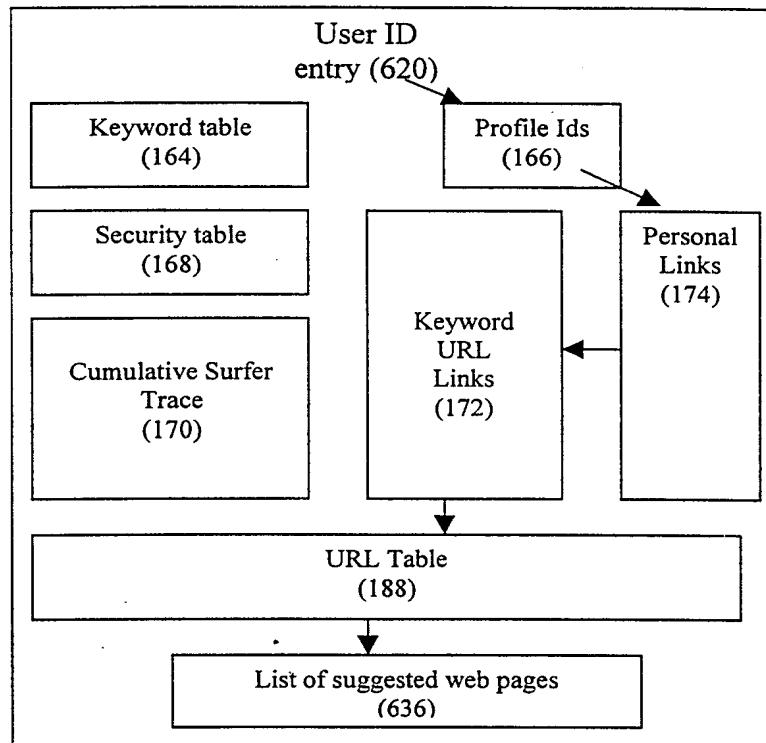 User ID
entry (620)
Keyword table
(164)
Profile Ids
(166)
Security table
(168)
Personal
Links
(174)
Keyword
URL
Links
(172)
Cumulative Surfer
Trace
(170)
URL Table
(188)
List of suggested web pages
(636)